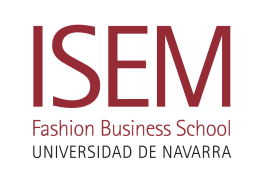 ISEM
Fashion Business School
UNIVERSIDAD DE NAVARRA